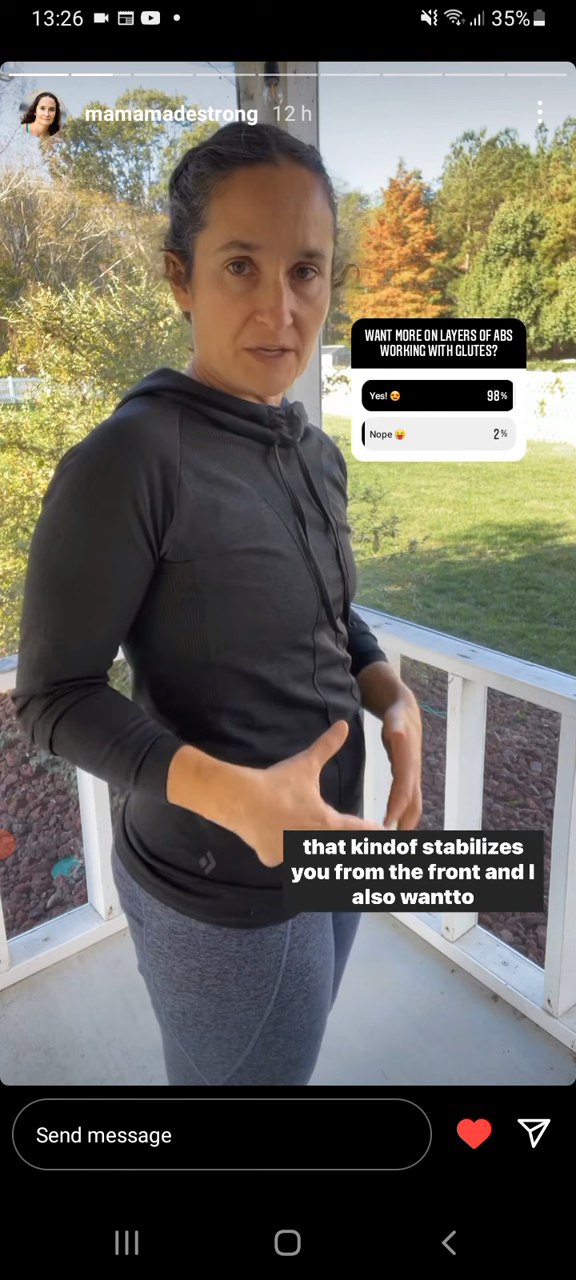 13:26
35%
mamamadestrong 12 h
WANT MORE ON LAYERS OF ABS
WORKING WITH GLUTES?
Yes! 😍 98%
Nope 😝 2%
that kindof stabilizes
you from the front and I
also wantto
Send message